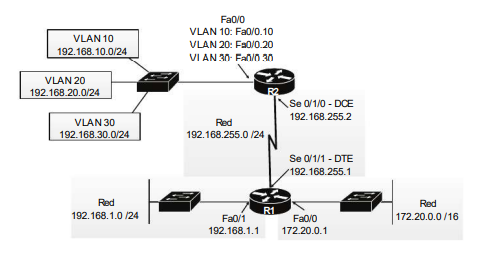 Fa0/0
VLAN 10: Fa0/0.10
VLAN 20: Fa0/0.20
VLAN 30: Fa0/0.30
VLAN 10
192.168.10.0/24
VLAN 20
192.168.20.0/24
VLAN 30
192.168.30.0/24
R2
Se 0/1/0 - DCE
192.168.255.2
Red
192.168.255.0 /24
Se 0/1/1 - DTE
192.168.255.1
Red
192.168.1.0 /24
R1
Fa0/1
192.168.1.1
Fa0/0
172.20.0.1
Red
172.20.0.0 /16